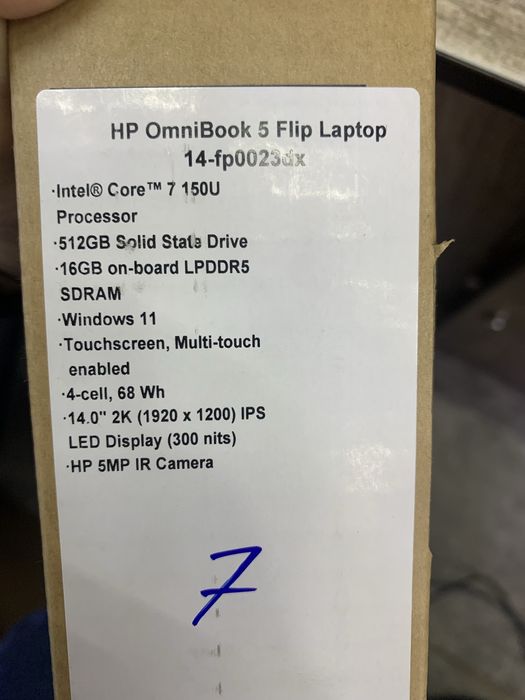 HP OmniBook 5 Flip Laptop
14-fp0023dx
·Intel® Core™ 7 150U
Processor
·512GB Solid State Drive
·16GB on-board LPDDR5
SDRAM
·Windows 11
·Touchscreen, Multi-touch
enabled
·4-cell, 68 Wh
·14.0" 2K (1920 x 1200) IPS
LED Display (300 nits)
·HP 5MP IR Camera
7